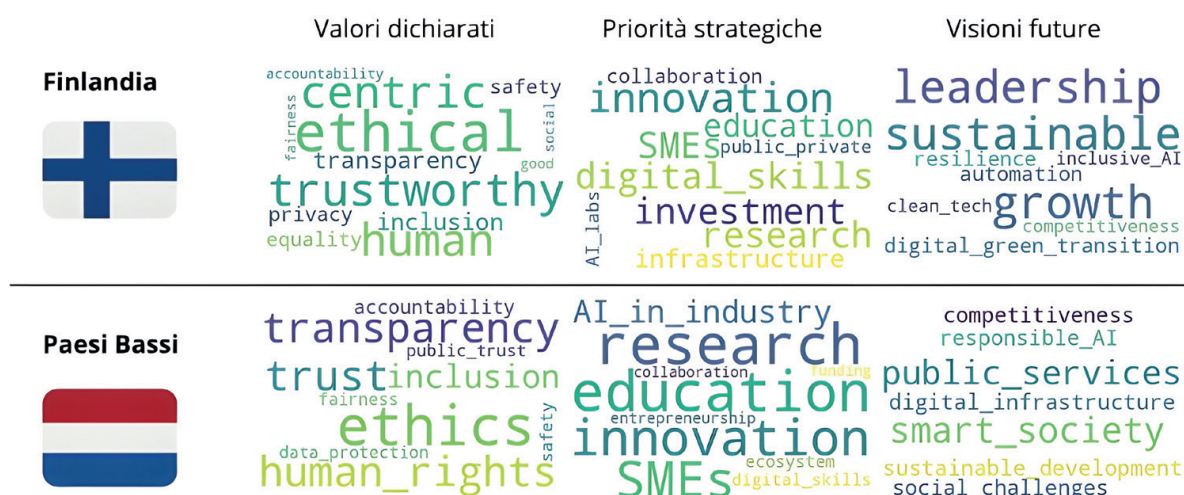 Valori dichiarati
Priorità strategiche
Visioni future
Finlandia
accountability
centric
safety
fairness
ethical
social
transparency
good
trustworthy
privacy
inclusion
equality
human
collaboration
innovation
education
SMEs
public_private
digital_skills
AI_labs
investment
research
infrastructure
leadership
sustainable
resilience
inclusive_AI
automation
clean_tech
growth
competitiveness
digital_green_transition
Paesi Bassi
accountability
transparency
public_trust
trust
inclusion
fairness
ethics
safety
data_protection
human_rights
AI_in_industry
research
collaboration
funding
education
entrepreneurship
innovation
ecosystem
SMEs
digital_skills
competitiveness
responsible_AI
public_services
digital_infrastructure
smart_society
sustainable_development
social_challenges